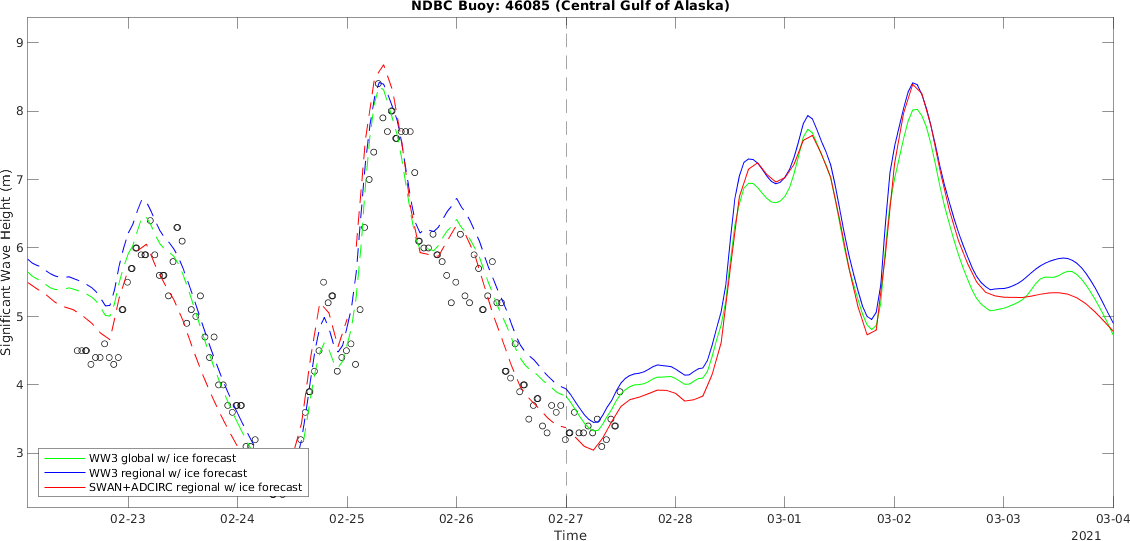 NDBC Buoy: 46085 (Central Gulf of Alaska)
Significant Wave Height (m)
9
8
7
6
5
4
3
WW3 global w/ ice forecast
WW3 regional w/ ice forecast
SWAN+ADCIRC regional w/ ice forecast
02-23 02-24 02-25 02-26 02-27 02-28 03-01 03-02 03-03 03-04
Time
2021